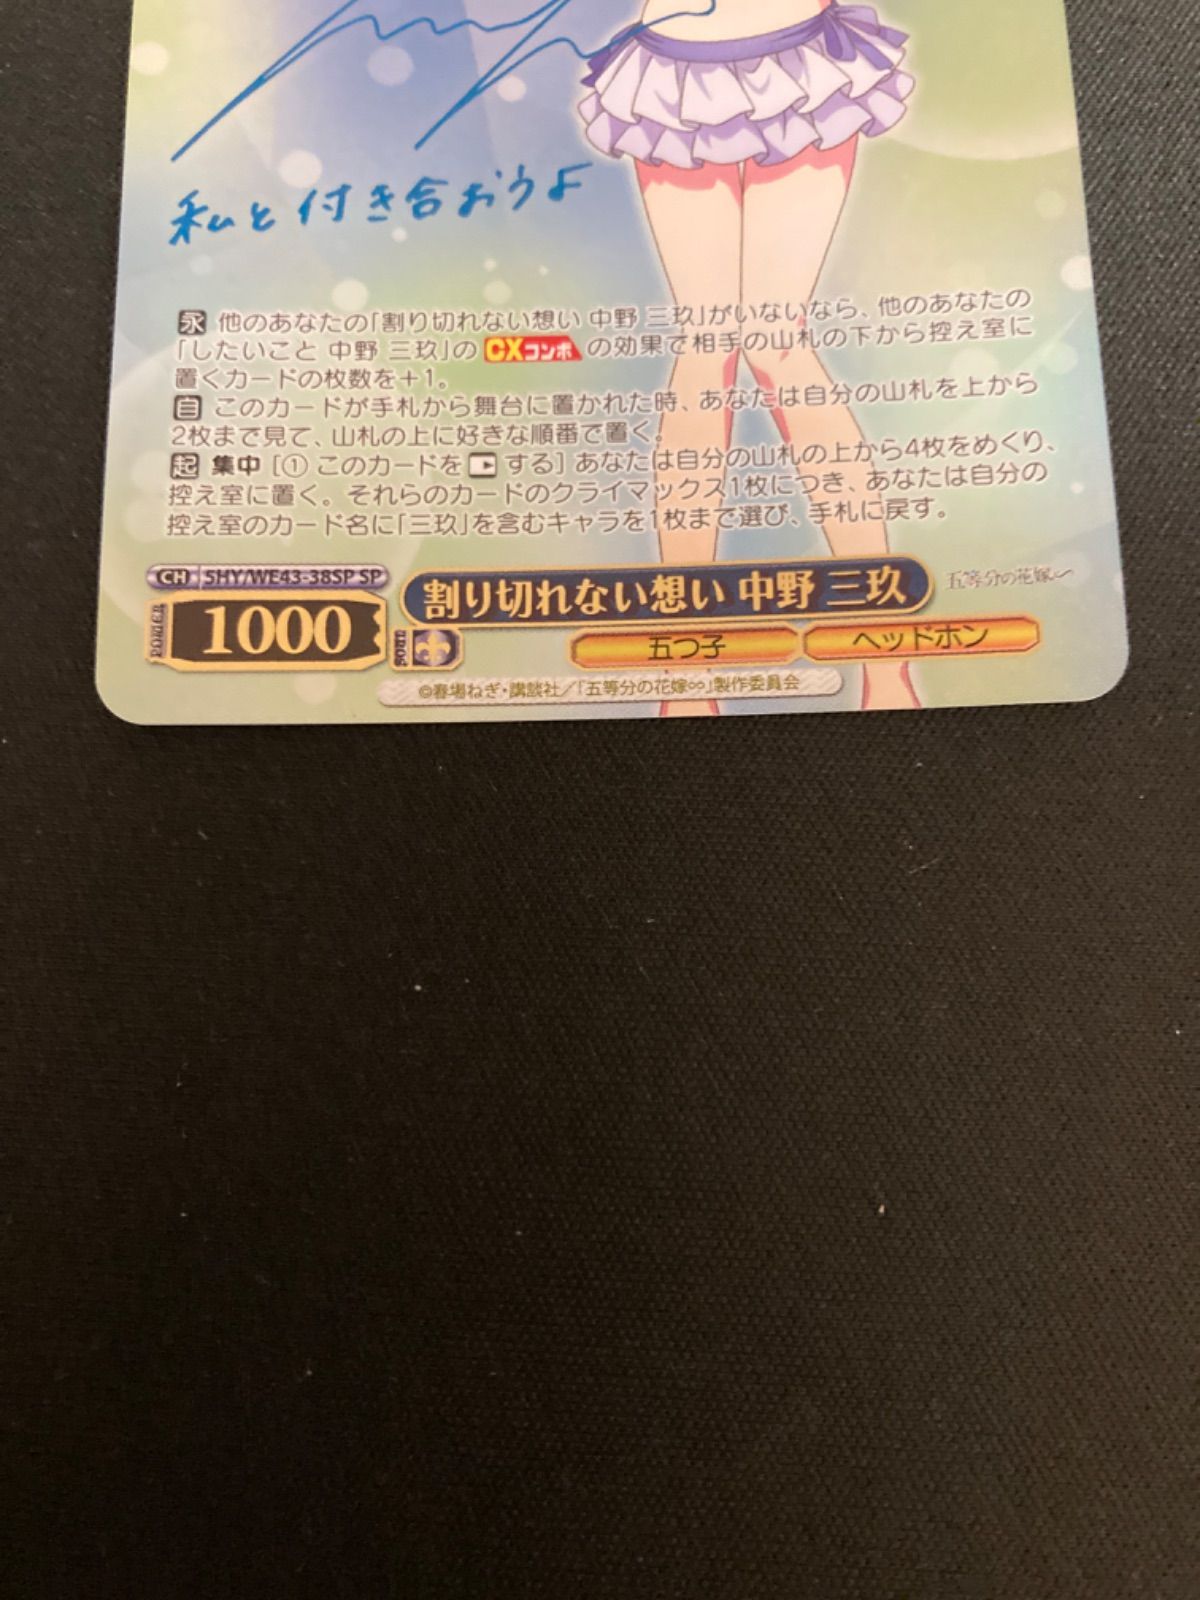 私と付き合おうよ
永 他のあなたの「割り切れない想い 中野 三玖」がいないなら、他のあなたの
「したいこと 中野 三玖」の CXコンボ の効果で相手の山札の下から控え室に
置くカードの枚数を＋1。
自 このカードが手札から舞台に置かれた時、あなたは自分の山札を上から
2枚まで見て、山札の上に好きな順番で置く。
起 集中 [① このカードを する] あなたは自分の山札の上から4枚をめくり、
控え室に置く。それらのカードのクライマックス1枚につき、あなたは自分の
控え室のカード名に「三玖」を含むキャラを1枚まで選び、手札に戻す。
CH 5HY/WE43-38SP SP
割り切れない想い 中野 三玖
五等分の花嫁∽
POWER 1000 SOUL
五つ子 ヘッドホン
©春場ねぎ・講談社／「五等分の花嫁∽」製作委員会